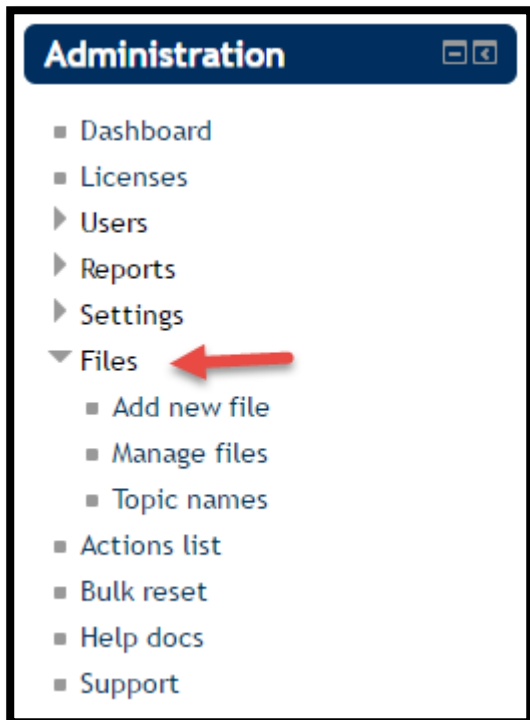 Administration
Dashboard
Licenses
Users
Reports
Settings
Files
Add new file
Manage files
Topic names
Actions list
Bulk reset
Help docs
Support